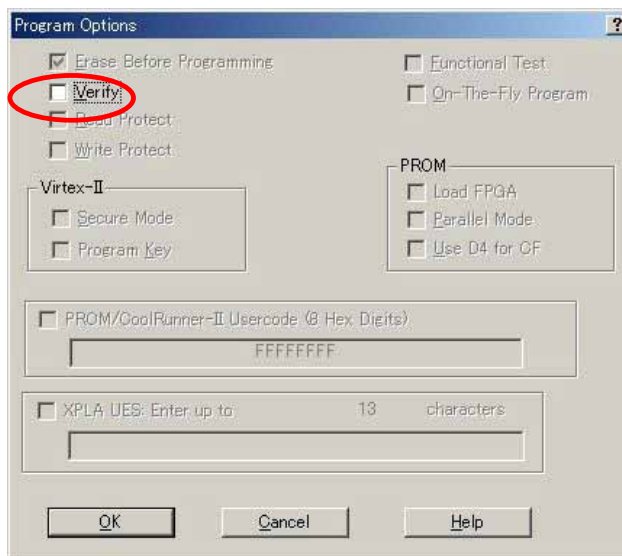 Program Options
?
Erase Before Programming
Functional Test
Verify
On-The-Fly Program
Read Protect
Write Protect
PROM
Virtex-II
Load FPGA
Secure Mode
Parallel Mode
Program Key
Use D4 for CF
PROM/CoolRunner-II Usercode (8 Hex Digits)
FFFFFFFF
XPLA UES: Enter up to 13 characters
OK Cancel Help